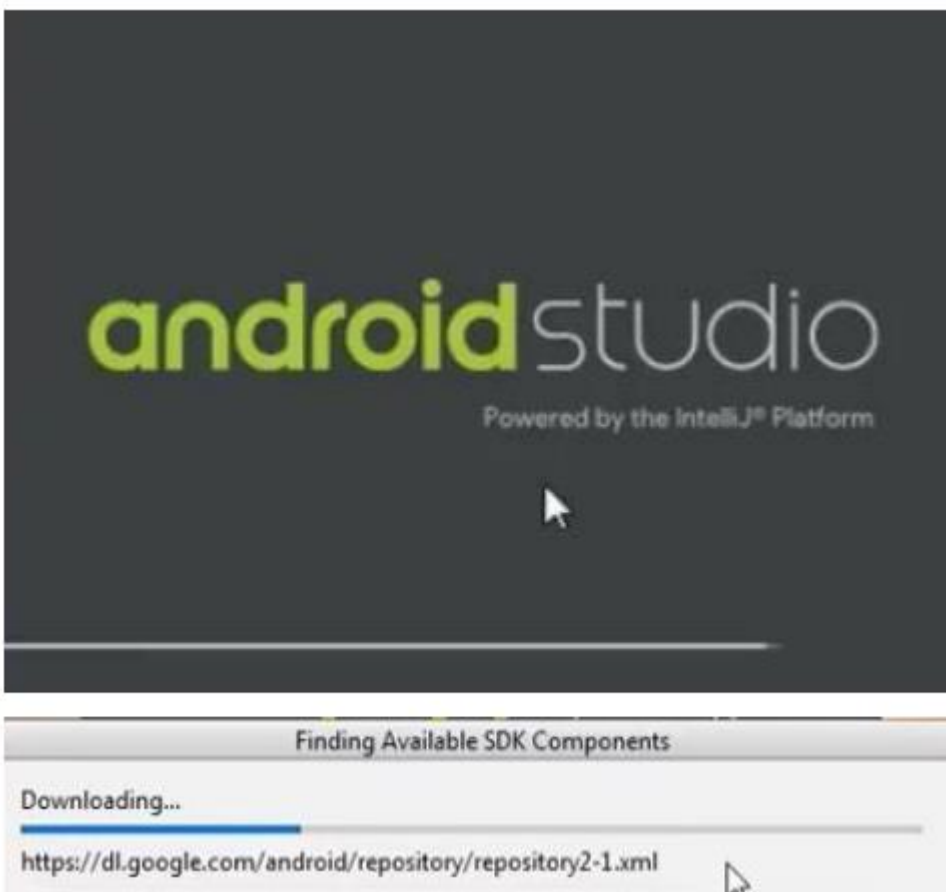 android studio
Powered by the IntelliJ® Platform
Finding Available SDK Components
Downloading...
https://dl.google.com/android/repository/repository2-1.xml